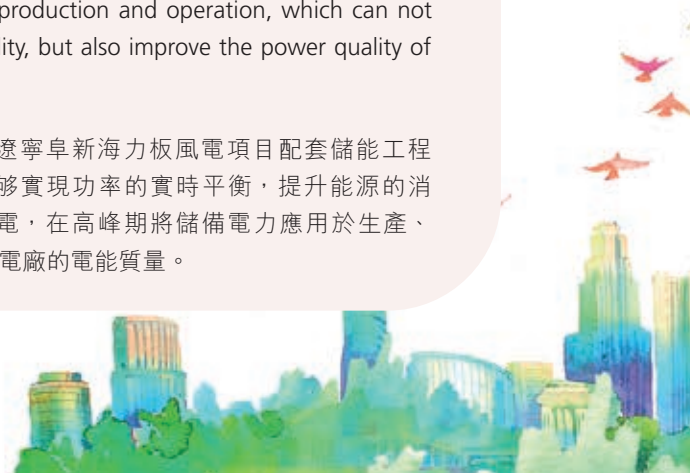 production and operation, which can not
lity, but also improve the power quality of
遼寧阜新海力板風電項目配套儲能工程
够實現功率的實時平衡，提升能源的消
電，在高峰期將儲備電力應用於生產、
電廠的電能質量。